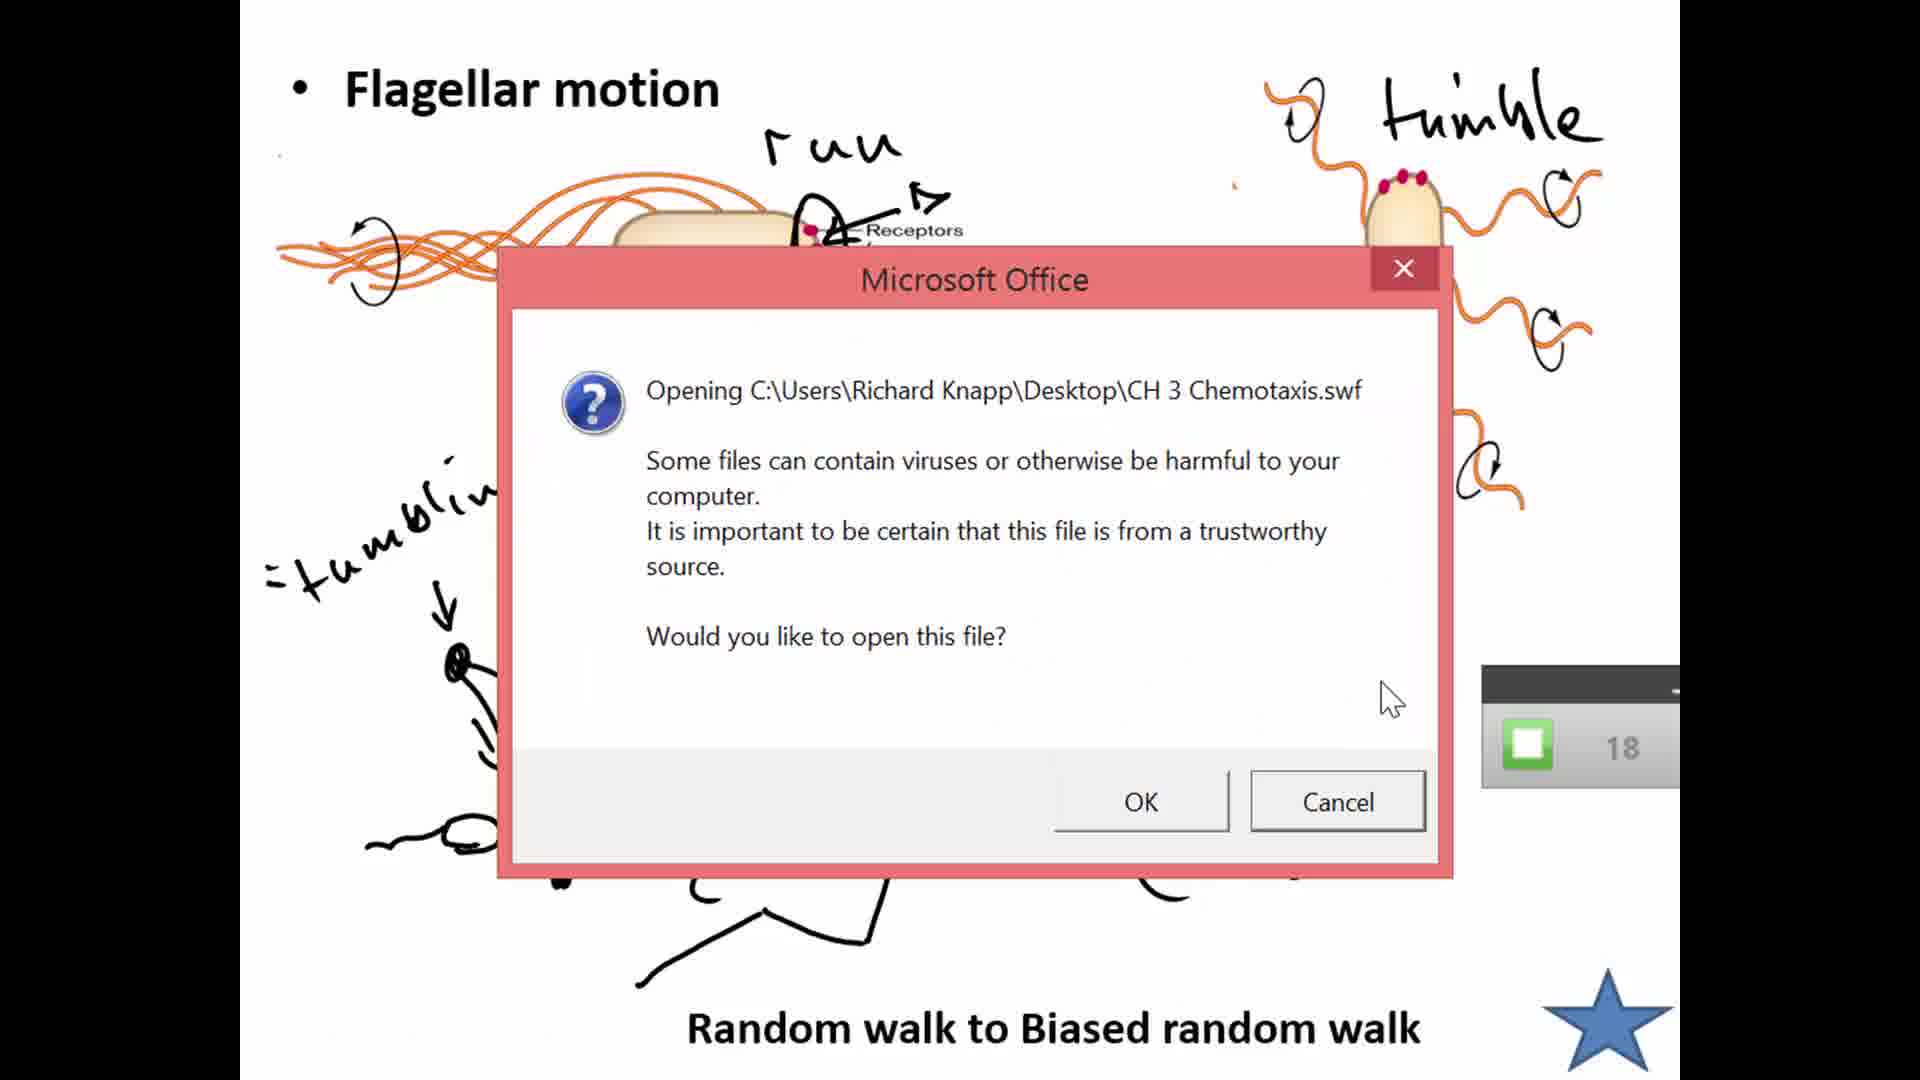 • Flagellar motion
tumble
run
Receptors
Microsoft Office
Opening C:\Users\Richard Knapp\Desktop\CH 3 Chemotaxis.swf
Some files can contain viruses or otherwise be harmful to your
computer.
It is important to be certain that this file is from a trustworthy
source.
Would you like to open this file?
=tumblin
18
OK Cancel
Random walk to Biased random walk